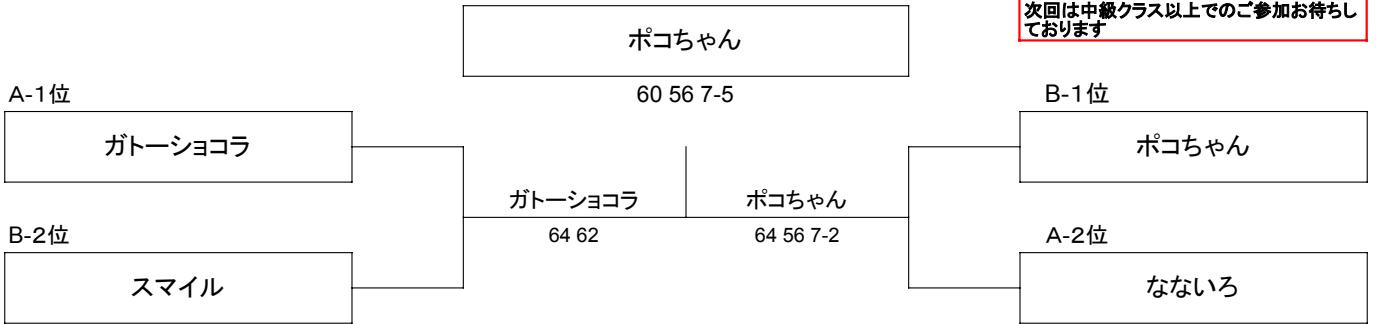 次回は中級クラス以上でのご参加お待ちし
ております
ポコちゃん
60 56 7-5
A-1位
ガトーショコラ
B-1位
ポコちゃん
ガトーショコラ
64 62
ポコちゃん
64 56 7-2
B-2位
スマイル
A-2位
なないろ